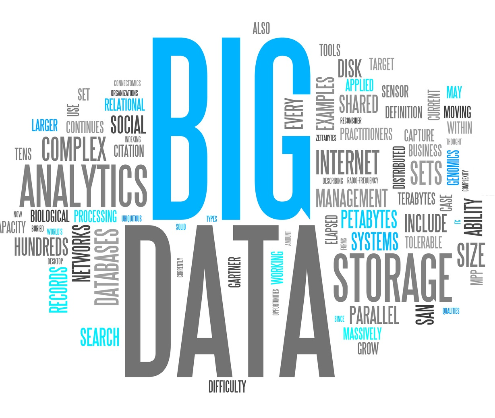 ALSO
BIG
DATA
TOOLS
DISK
TARGET
SET
RELATIONAL
USE
LARGER
CONTINUES
SOCIAL
TENS
COMPLEX
CITATION
ANALYTICS
BIOLOGICAL
PROCESSING
HUNDREDS
NETWORKS
DATABASES
RECORDS
SEARCH
EVERY
EXAMPLES
APPLIED
SENSOR
SHARED
DEFINITION
CURRENT
MAY
MOVING
WITHIN
PRACTITIONERS
CAPTURE
BUSINESS
INTERNET
DISTRIBUTED
SETS
GENOMICS
MANAGEMENT
TERABYTES
CASE
ABILITY
ELAPSED
PETABYTES
INCLUDE
SYSTEMS
TOLERABLE
SIZE
MPP
STORAGE
SAN
PARALLEL
MASSIVELY
GROW
GARTNER
WORKING
DIFFICULTY